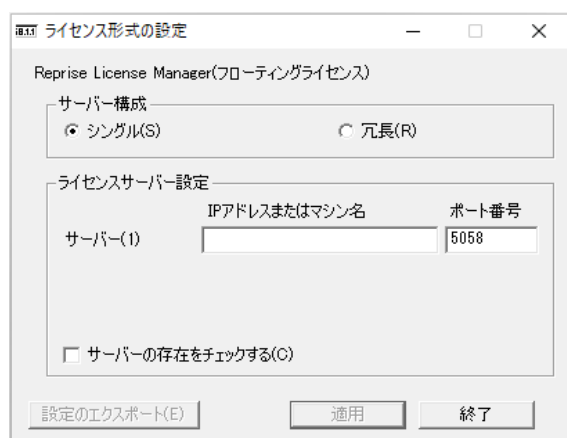 ライセンス形式の設定
Reprise License Manager(フローティングライセンス)
サーバー構成
シングル(S) 冗長(R)
ライセンスサーバー設定
IPアドレスまたはマシン名 ポート番号
サーバー(1) 5058
サーバーの存在をチェックする(C)
設定のエクスポート(E) 適用 終了